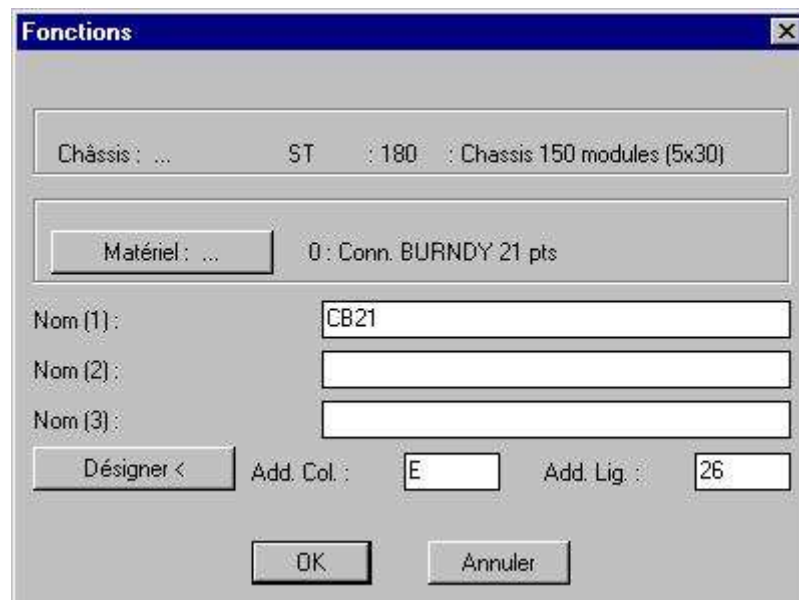 Fonctions
Châssis : ... ST : 180 : Chassis 150 modules (5x30)
Matériel : ... 0 : Conn. BURNDY 21 pts
Nom (1) : CB21
Nom (2) :
Nom (3) :
Désigner < Add. Col. : E Add. Lig. : 26
OK Annuler